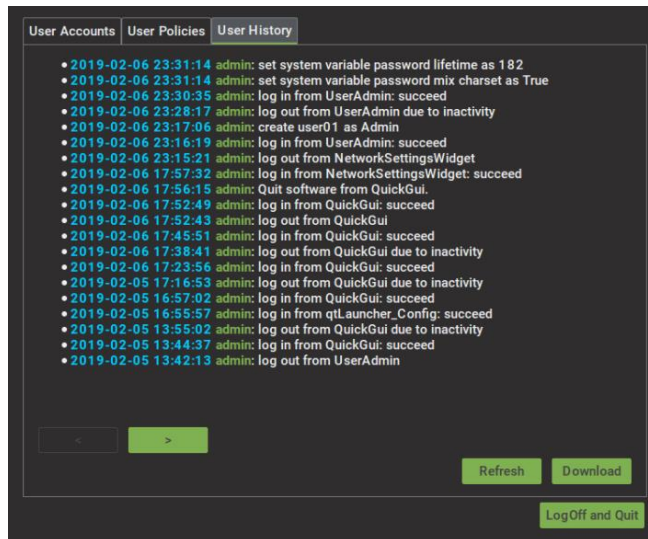 User Accounts User Policies User History
• 2019-02-06 23:31:14 admin: set system variable password lifetime as 182
• 2019-02-06 23:31:14 admin: set system variable password mix charset as True
• 2019-02-06 23:30:35 admin: log in from UserAdmin: succeed
• 2019-02-06 23:28:17 admin: log out from UserAdmin due to inactivity
• 2019-02-06 23:17:06 admin: create user01 as Admin
• 2019-02-06 23:16:19 admin: log in from UserAdmin: succeed
• 2019-02-06 23:15:21 admin: log out from NetworkSettingsWidget
• 2019-02-06 17:57:32 admin: log in from NetworkSettingsWidget: succeed
• 2019-02-06 17:56:15 admin: Quit software from QuickGui.
• 2019-02-06 17:52:49 admin: log in from QuickGui: succeed
• 2019-02-06 17:52:43 admin: log out from QuickGui
• 2019-02-06 17:45:51 admin: log in from QuickGui: succeed
• 2019-02-06 17:38:41 admin: log out from QuickGui due to inactivity
• 2019-02-06 17:23:56 admin: log in from QuickGui: succeed
• 2019-02-05 17:16:53 admin: log out from QuickGui due to inactivity
• 2019-02-05 16:57:02 admin: log in from QuickGui: succeed
• 2019-02-05 16:55:57 admin: log in from qtLauncher_Config: succeed
• 2019-02-05 13:55:02 admin: log out from QuickGui due to inactivity
• 2019-02-05 13:44:37 admin: log in from QuickGui: succeed
• 2019-02-05 13:42:13 admin: log out from UserAdmin
< >
Refresh Download
LogOff and Quit